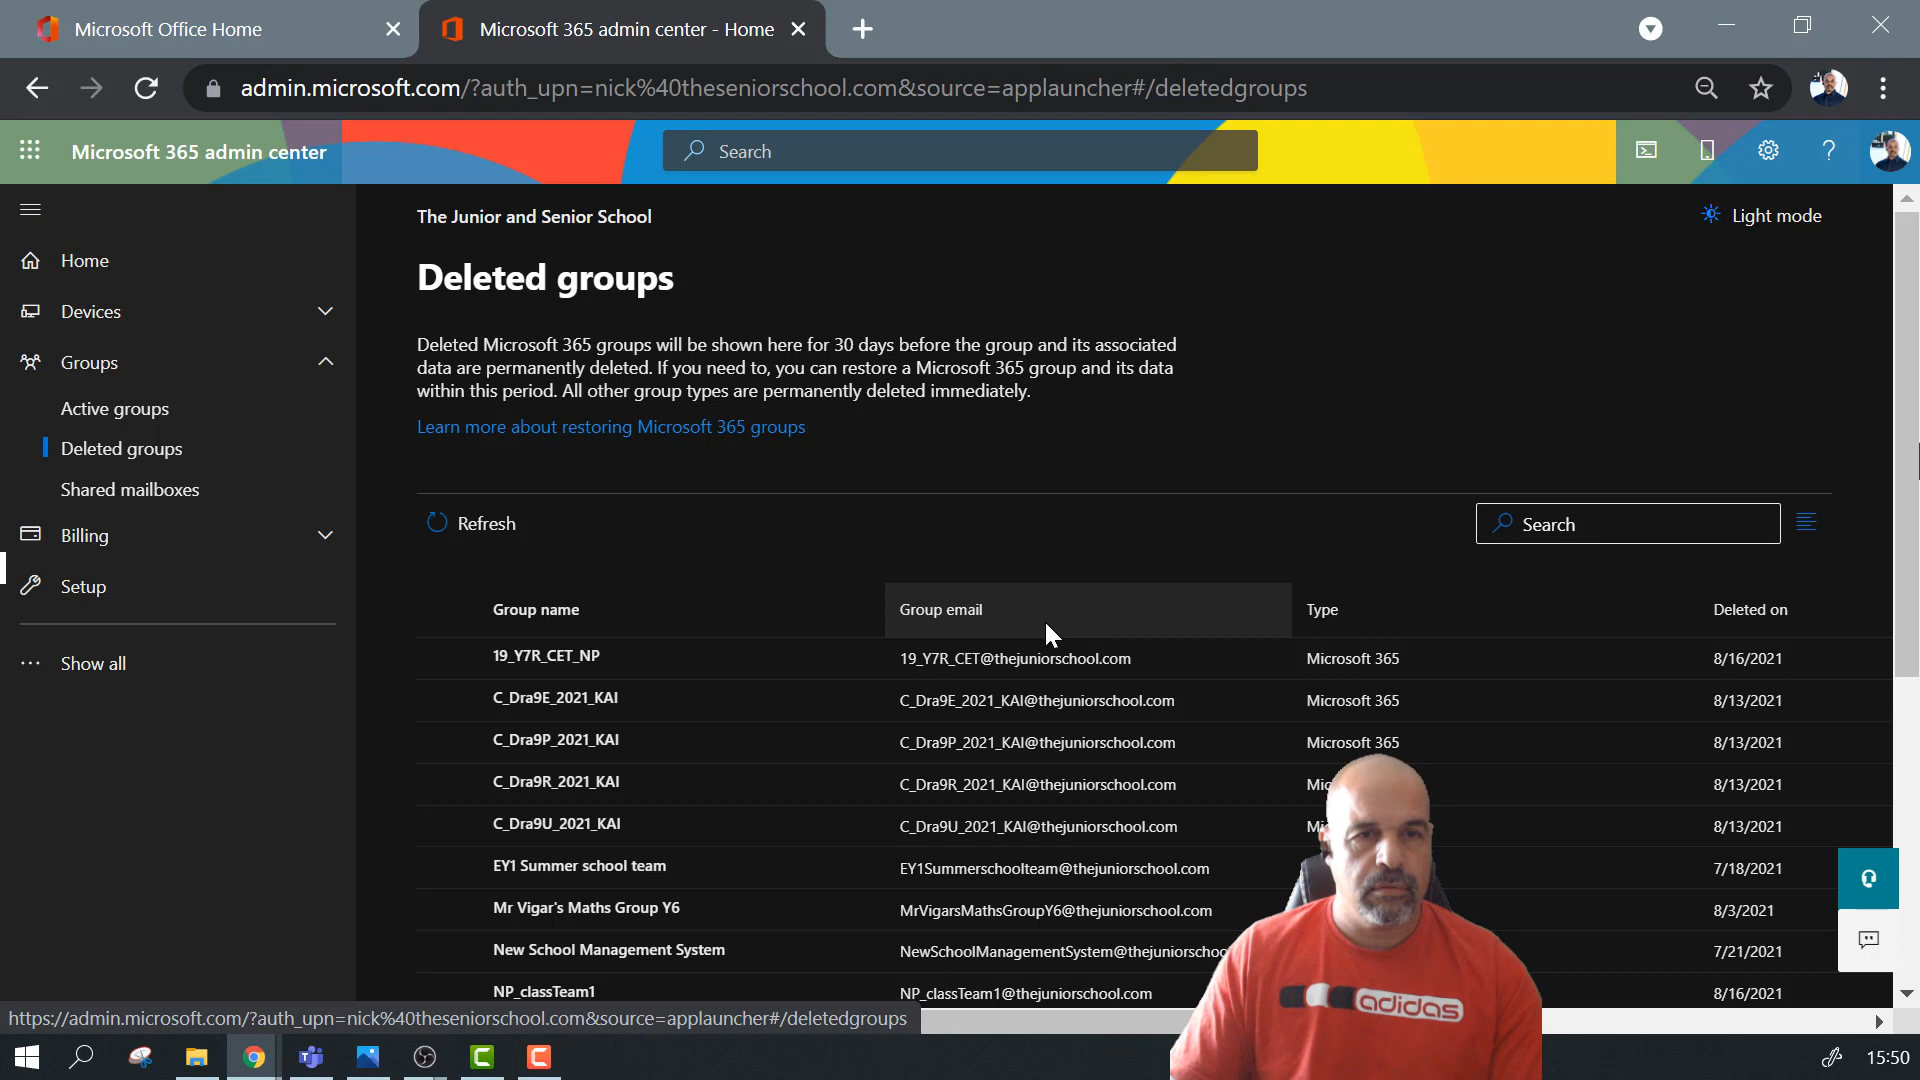 Microsoft Office Home
Microsoft 365 admin center - Home
admin.microsoft.com/?auth_upn=nick%40theseniorschool.com&source=applauncher#/deletedgroups
Microsoft 365 admin center
Search
The Junior and Senior School
Light mode
Home
Devices
Groups
Active groups
Deleted groups
Shared mailboxes
Billing
Setup
Show all
Deleted groups
Deleted Microsoft 365 groups will be shown here for 30 days before the group and its associated
data are permanently deleted. If you need to, you can restore a Microsoft 365 group and its data
within this period. All other group types are permanently deleted immediately.
Learn more about restoring Microsoft 365 groups
Refresh
Search
Group name Group email Type Deleted on
19_Y7R_CET_NP 19_Y7R_CET@thejuniorschool.com Microsoft 365 8/16/2021
C_Dra9E_2021_KAI C_Dra9E_2021_KAI@thejuniorschool.com Microsoft 365 8/13/2021
C_Dra9P_2021_KAI C_Dra9P_2021_KAI@thejuniorschool.com Microsoft 365 8/13/2021
C_Dra9R_2021_KAI C_Dra9R_2021_KAI@thejuniorschool.com 8/13/2021
C_Dra9U_2021_KAI C_Dra9U_2021_KAI@thejuniorschool.com 8/13/2021
EY1 Summer school team EY1Summerschoolteam@thejuniorschool.com 7/18/2021
Mr Vigar's Maths Group Y6 MrVigarsMathsGroupY6@thejuniorschool.com 8/3/2021
New School Management System NewSchoolManagementSystem@thejuniorschoo 7/21/2021
NP_classTeam1 NP_classTeam1@thejuniorschool.com 8/16/2021
adidas
https://admin.microsoft.com/?auth_upn=nick%40theseniorschool.com&source=applauncher#/deletedgroups
15:50